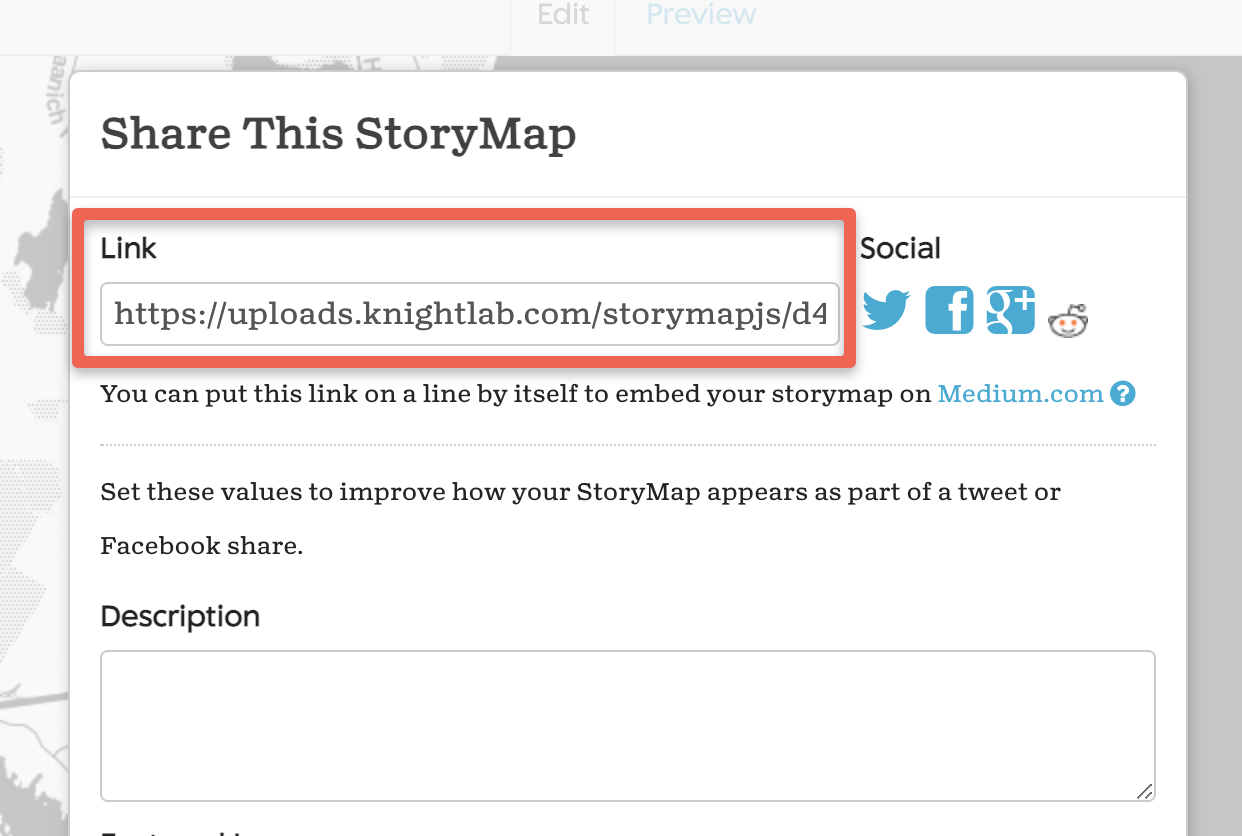 Edit Preview
aanich
H
Share This StoryMap
Link
Social
https://uploads.knightlab.com/storymapjs/d4
You can put this link on a line by itself to embed your storymap on Medium.com ?
Set these values to improve how your StoryMap appears as part of a tweet or
Facebook share.
Description